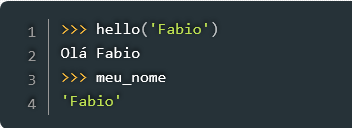 1 >>> hello('Fabio')
2 Olá Fabio
3 >>> meu_nome
4 'Fabio'